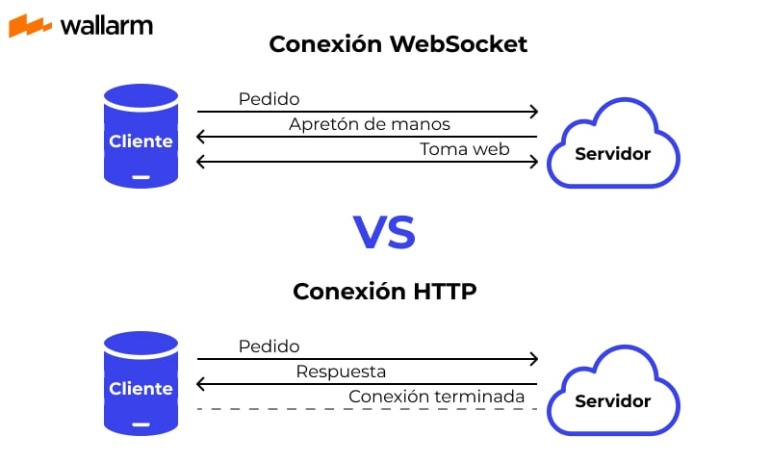 wallarm
Conexión WebSocket
Pedido
Apretón de manos
Toma web
Cliente
Servidor
VS
Conexión HTTP
Pedido
Respuesta
Conexión terminada
Cliente
Servidor